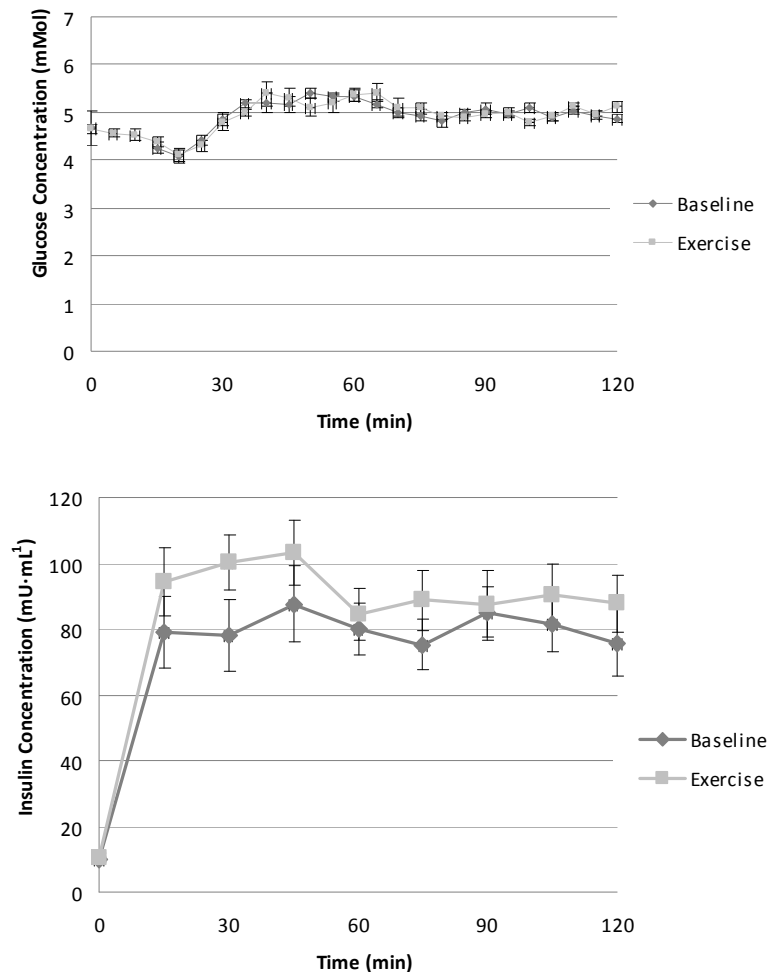 7
6
5
4
3
2
1
0
Glucose Concentration (mMol)
0 30 60 90 120
Time (min)
Baseline
Exercise
120
100
80
60
40
20
0
Insulin Concentration (mU·mL¹)
0 30 60 90 120
Time (min)
Baseline
Exercise